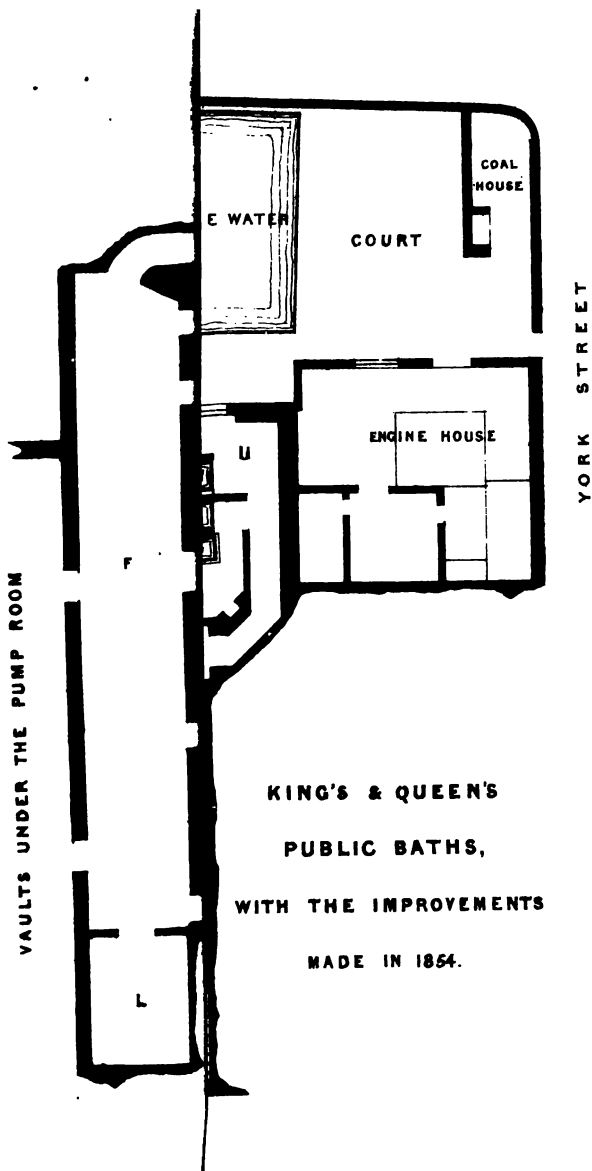 COAL
HOUSE
E WATER
COURT
YORK STREET
ENGINE HOUSE
U
F
VAULTS UNDER THE PUMP ROOM
KING'S & QUEEN'S
PUBLIC BATHS,
WITH THE IMPROVEMENTS
MADE IN 1854.
L